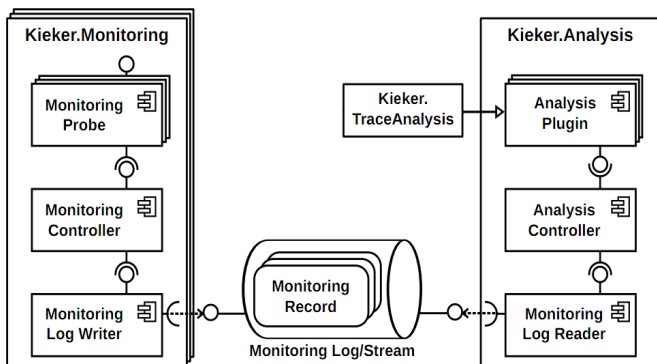 Kieker.Monitoring
Monitoring
Probe
Monitoring
Controller
Monitoring
Log Writer
Monitoring
Record
Monitoring Log/Stream
Kieker.
TraceAnalysis
Kieker.Analysis
Analysis
Plugin
Analysis
Controller
Monitoring
Log Reader